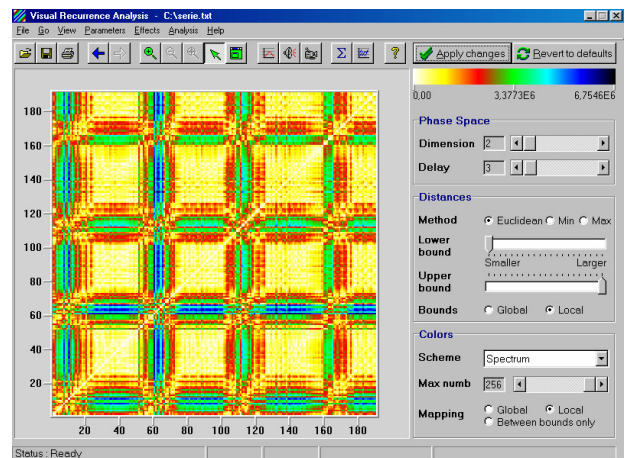 Visual Recurrence Analysis - C:\serie.txt
File Go View Parameters Effects Analysis Help
Apply changes Revert to defaults
0,00 3,3773E6 6,7546E6
Phase Space
Dimension 2
Delay 3
Distances
Method Euclidean Min Max
Lower bound
Smaller Larger
Upper bound
Bounds Global Local
Colors
Scheme Spectrum
Max numb 256
Mapping Global Local
Between bounds only
180
160
140
120
100
80
60
40
20
20 40 60 80 100 120 140 160 180
Status : Ready